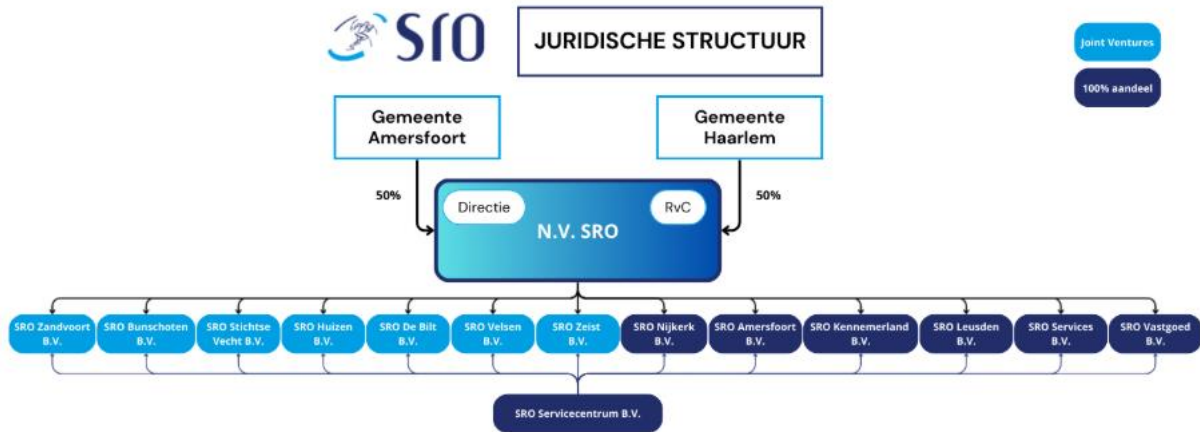 sro
JURIDISCHE STRUCTUUR
Joint Ventures
100% aandeel
Gemeente
Amersfoort
Gemeente
Haarlem
50%
50%
Directie
RvC
N.V. SRO
SRO Zandvoort
B.V.
SRO Bunschoten
B.V.
SRO Stichtse
Vecht B.V.
SRO Huizen
B.V.
SRO De Bilt
B.V.
SRO Velsen
B.V.
SRO Zeist
B.V.
SRO Nijkerk
B.V.
SRO Amersfoort
B.V.
SRO Kennemerland
B.V.
SRO Leusden
B.V.
SRO Services
B.V.
SRO Vastgoed
B.V.
SRO Servicecentrum B.V.